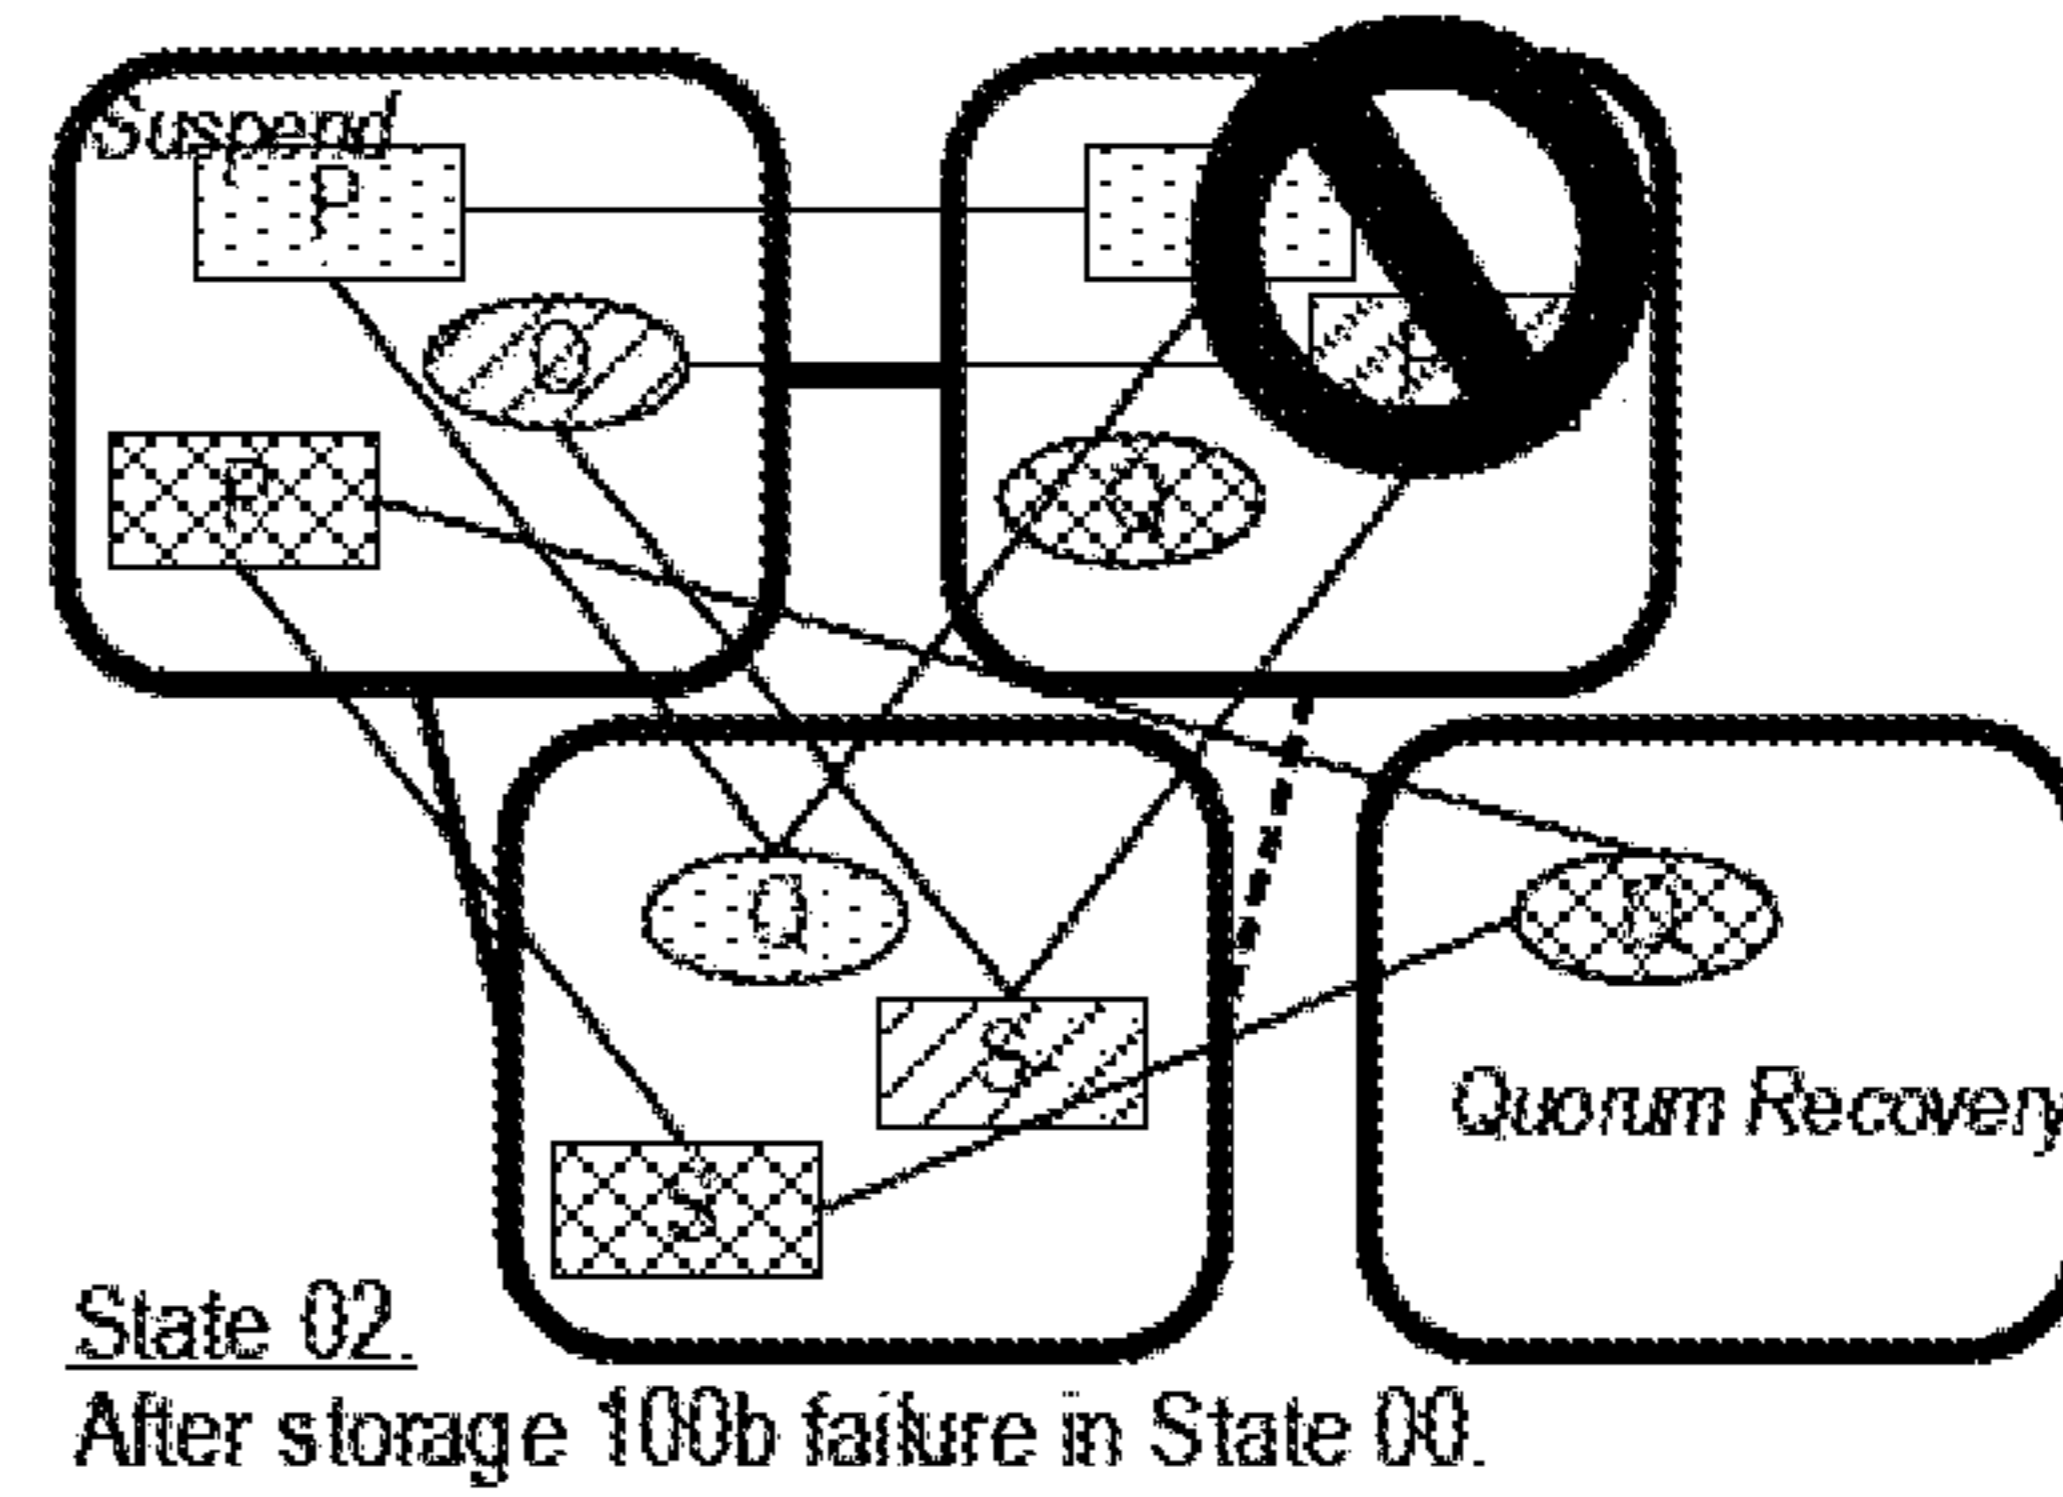 Suspend
P
Q
P
Q
Q
S
S
Quorum Recovery
State 02.
After storage 100b failure in State 00.